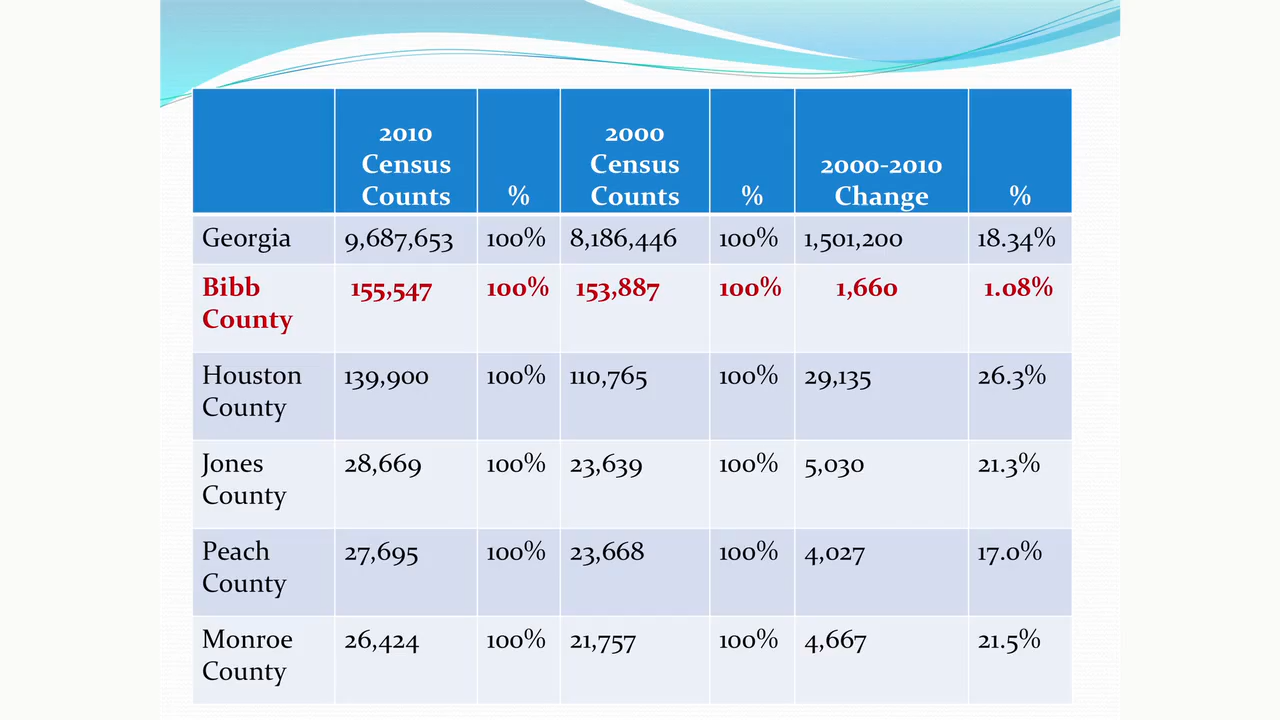 2010 Census Counts % 2000 Census Counts % 2000-2010 Change %
Georgia 9,687,653 100% 8,186,446 100% 1,501,200 18.34%
Bibb County 155,547 100% 153,887 100% 1,660 1.08%
Houston County 139,900 100% 110,765 100% 29,135 26.3%
Jones County 28,669 100% 23,639 100% 5,030 21.3%
Peach County 27,695 100% 23,668 100% 4,027 17.0%
Monroe County 26,424 100% 21,757 100% 4,667 21.5%